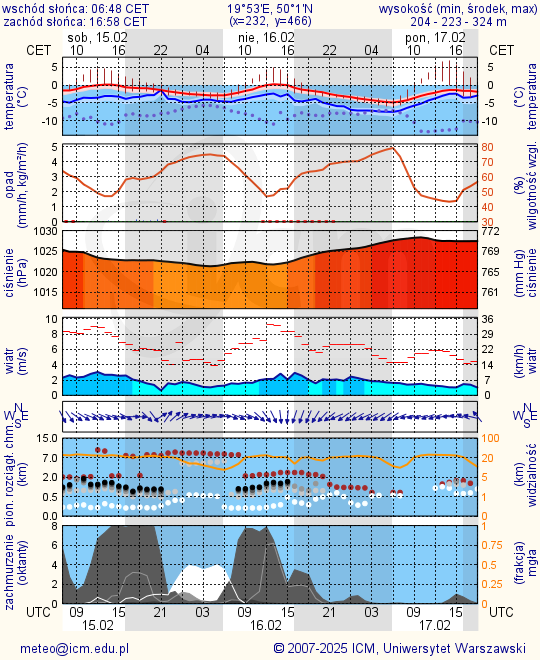 wschód słońca: 06:48 CET 19°53'E, 50°1'N wysokość (min, środek, max)
zachód słońca: 16:58 CET (x=232, y=466) 204 - 223 - 324 m
sob, 15.02 nie, 16.02 pon, 17.02
CET 10 16 22 04 10 16 22 04 10 16 CET
temperatura (°C) 5 0 -5 -10 5 0 -5 -10 (°C) temperatura
opad (mm/h, kg/m²/h) 5 4 3 2 1 0 80 70 60 50 40 30 (%) wilgotność wzgl.
ciśnienie (hPa) 1030 1025 1020 1015 772 769 765 761 (mm Hg) ciśnienie
wiatr (m/s) 10 8 6 4 2 0 36 29 22 14 7 0 (km/h) wiatr
N W E S N W E S
pion. rozciągł. chm. (km) 15.0 7.0 2.0 0.5 0.0 100 20 5 1 0 (km) widzialność
zachmurzenie (oktanty) 8 6 4 2 0 1 0.75 0.5 0.25 0 (frakcja) mgła
UTC 09 15 21 03 09 15 21 03 09 15 UTC
15.02 16.02 17.02
meteo@icm.edu.pl © 2007-2025 ICM, Uniwersytet Warszawski